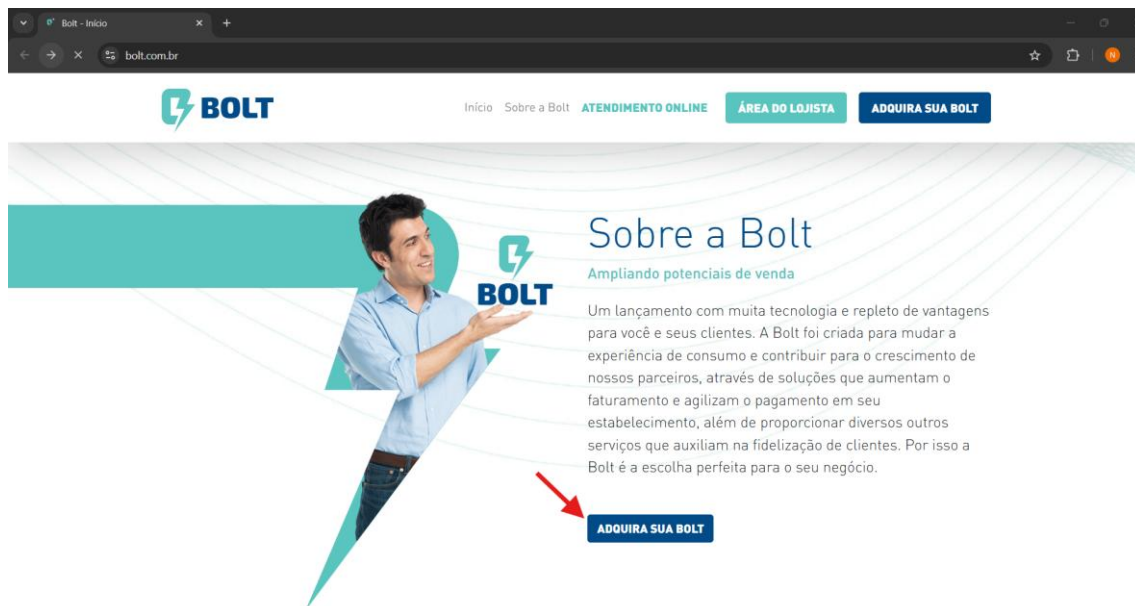 Bolt - Início
bolt.com.br
N
BOLT
Início Sobre a Bolt ATENDIMENTO ONLINE ÁREA DO LOJISTA ADQUIRA SUA BOLT
BOLT
Sobre a Bolt
Ampliando potenciais de venda
Um lançamento com muita tecnologia e repleto de vantagens
para você e seus clientes. A Bolt foi criada para mudar a
experiência de consumo e contribuir para o crescimento de
nossos parceiros, através de soluções que aumentam o
faturamento e agilizam o pagamento em seu
estabelecimento, além de proporcionar diversos outros
serviços que auxiliam na fidelização de clientes. Por isso a
Bolt é a escolha perfeita para o seu negócio.
ADQUIRA SUA BOLT